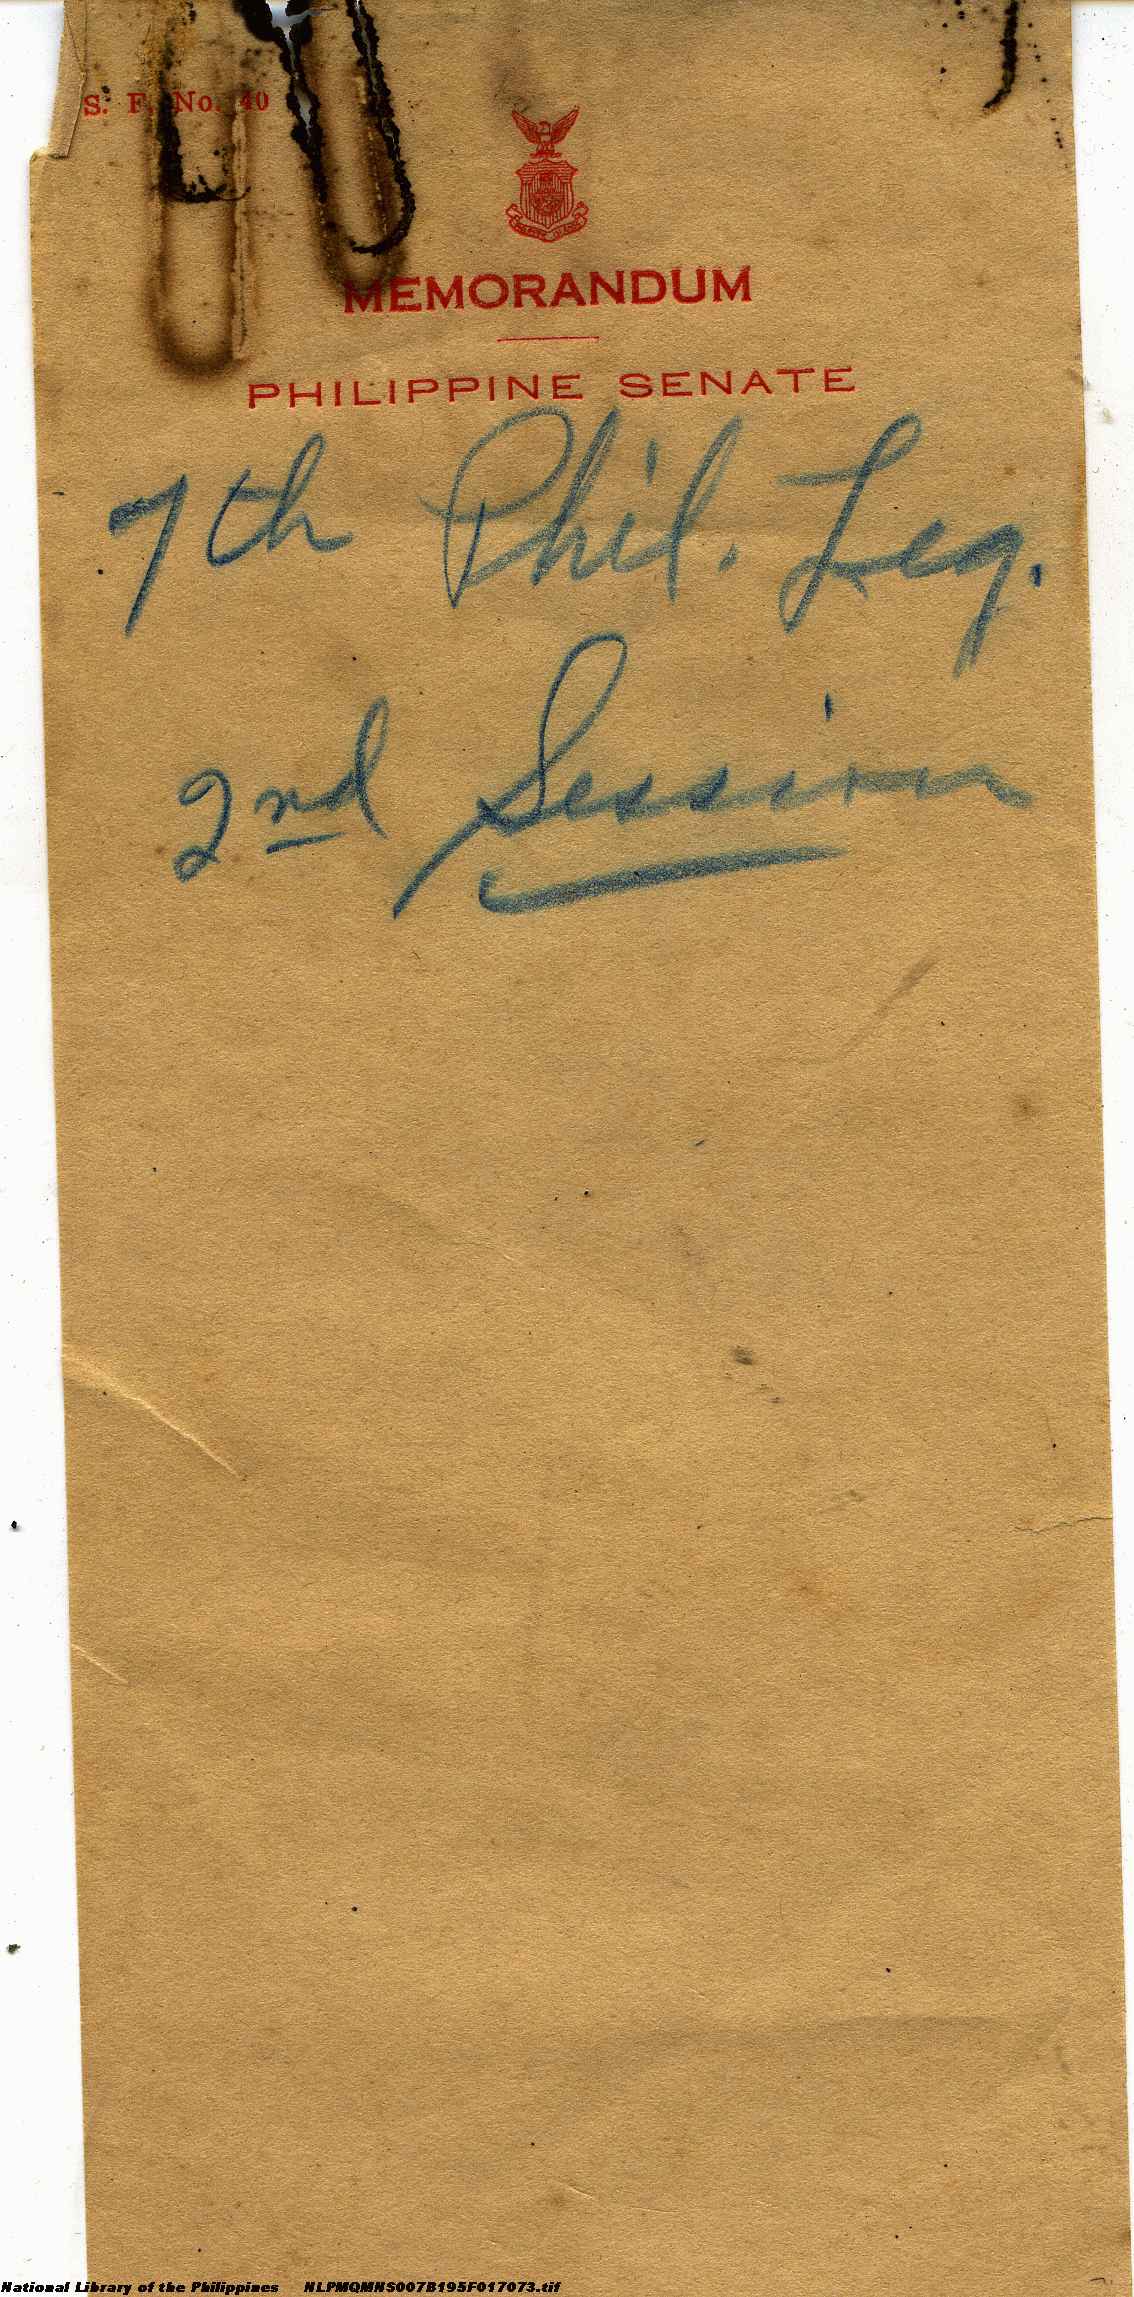 S. F. No. 40
MEMORANDUM
PHILIPPINE SENATE
7th Phil. Leg.
2nd Session
National Library of the Philippines NLPMQMNS007B195F017073.tif